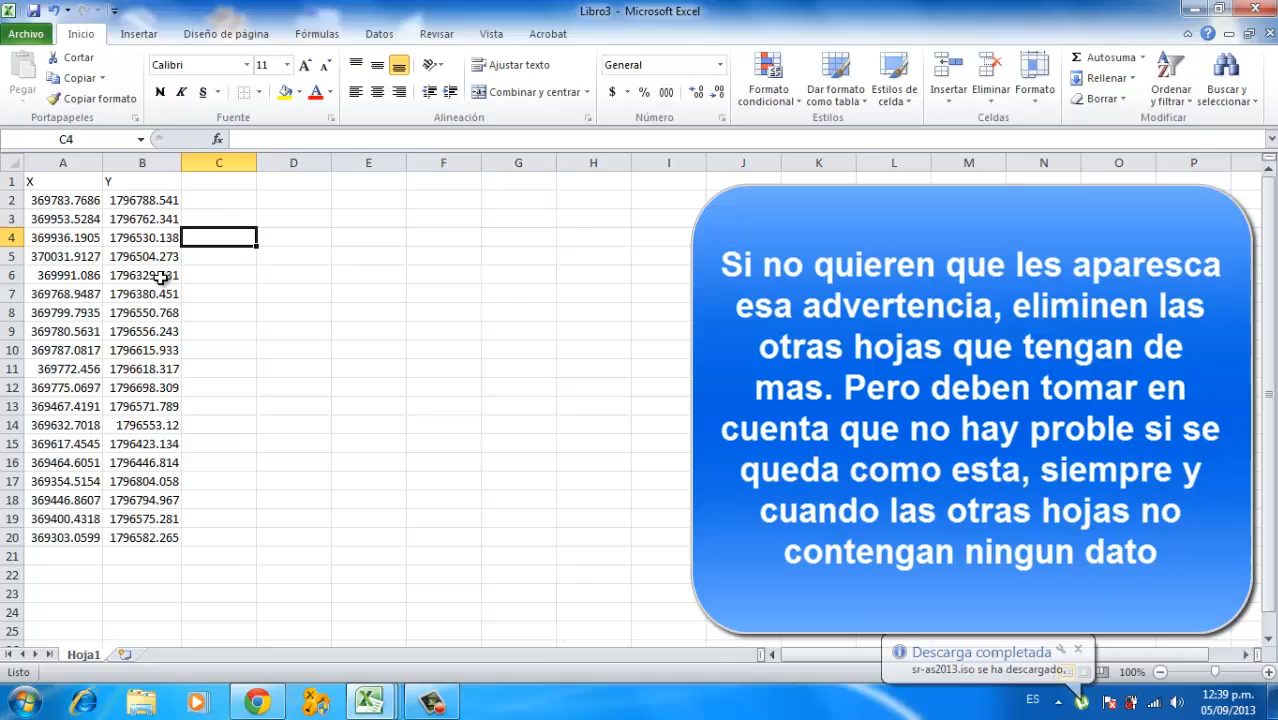 Libro3 - Microsoft Excel
Archivo Inicio Insertar Diseño de página Fórmulas Datos Revisar Vista Acrobat
Pegar
Cortar
Copiar
Copiar formato
Portapapeles
Calibri 11
N K S
Fuente
Ajustar texto
Combinar y centrar
Alineación
General
$ % 000
Número
Formato condicional
Dar formato como tabla
Estilos de celda
Estilos
Insertar Eliminar Formato
Celdas
Σ Autosuma
Rellenar
Borrar
Ordenar y filtrar
Buscar y seleccionar
Modificar
C4 fx
A B C D E F G H I J K L M N O P
1 X Y
2 369783.7686 1796788.541
3 369953.5284 1796762.341
4 369936.1905 1796530.138
5 370031.9127 1796504.273
6 369991.086
7 369768.9487 1796380.451
8 369799.7935 1796550.768
9 369780.5631 1796556.243
10 369787.0817 1796615.933
11 369772.456 1796618.317
12 369775.0697 1796698.309
13 369467.4191 1796571.789
14 369632.7018 1796553.12
15 369617.4545 1796423.134
16 369464.6051 1796446.814
17 369354.5154 1796804.058
18 369446.8607 1796794.967
19 369400.4318 1796575.281
20 369303.0599 1796582.265
21
22
23
24
25
Si no quieren que les aparesca
esa advertencia, eliminen las
otras hojas que tengan de
mas. Pero deben tomar en
cuenta que no hay proble si se
queda como esta, siempre y
cuando las otras hojas no
contengan ningun dato
Hoja1
Descarga completada
sr-as2013.iso se ha descargado
Listo
100%
ES
12:39 p.m.
05/09/2013